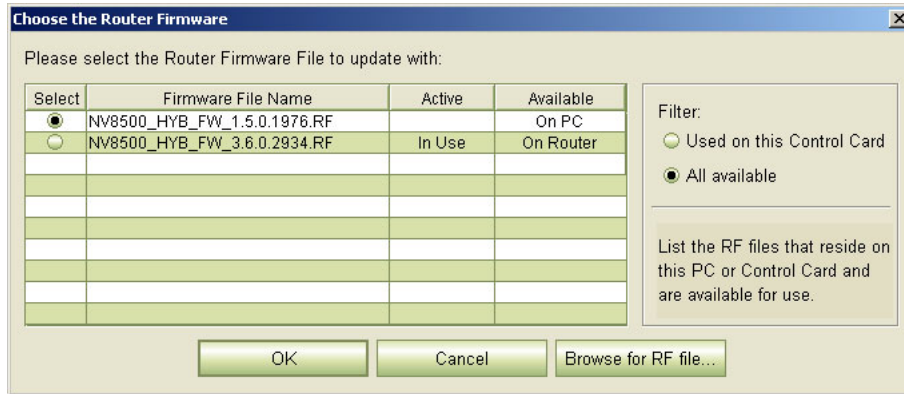 Choose the Router Firmware
Please select the Router Firmware File to update with:
Select Firmware File Name Active Available
NV8500_HYB_FW_1.5.0.1976.RF On PC
NV8500_HYB_FW_3.6.0.2934.RF In Use On Router
Filter:
Used on this Control Card
All available
List the RF files that reside on
this PC or Control Card and
are available for use.
OK Cancel Browse for RF file...